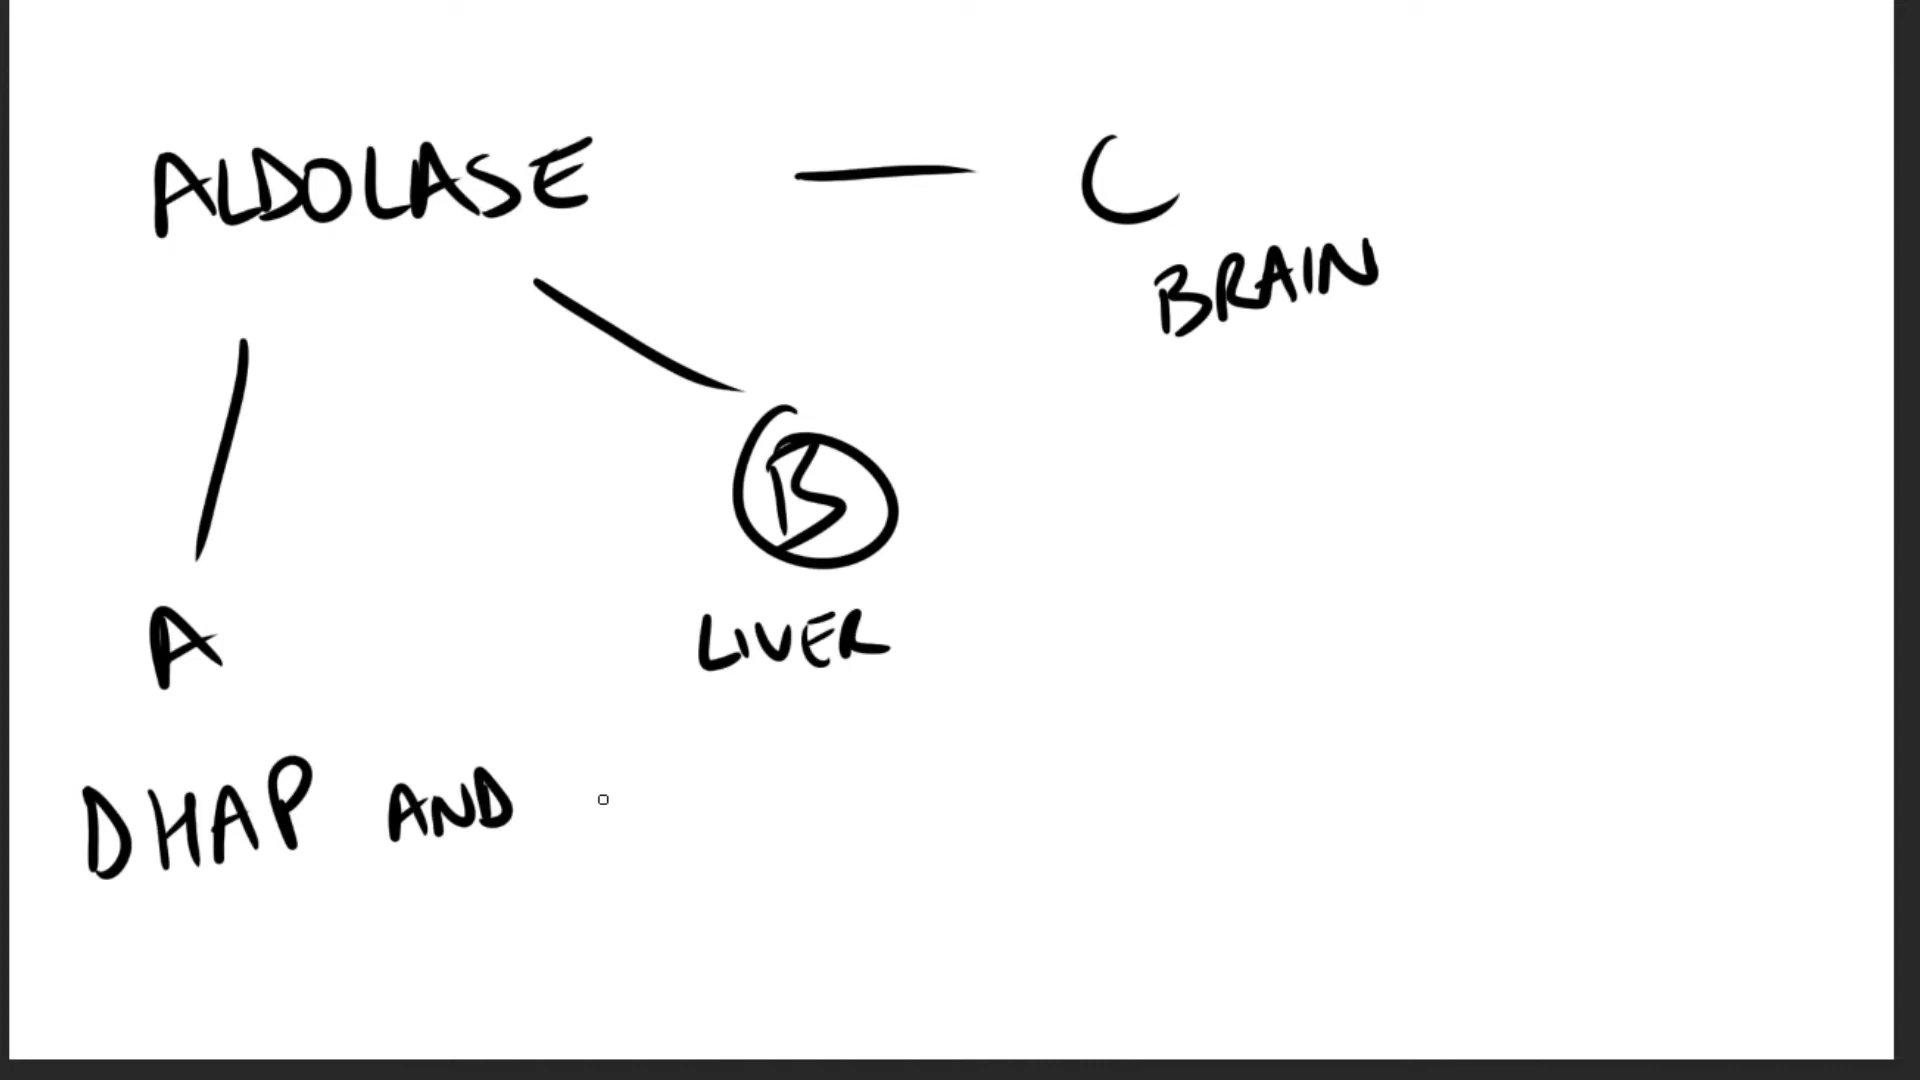 ALDOLASE — C
BRAIN
B
LIVER
A
DHAP AND